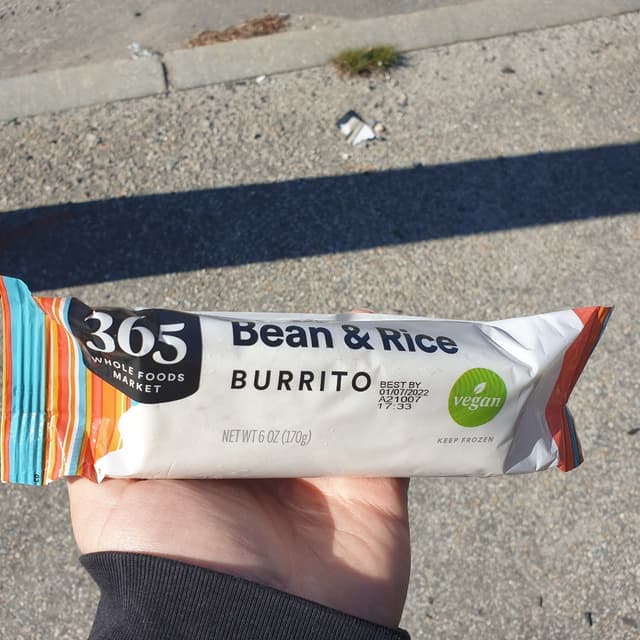 365
WHOLE FOODS
MARKET
Bean & Rice
BURRITO
BEST BY
01/07/2022
A21007
17:33
vegan
NET WT 6 OZ (170g)
KEEP FROZEN